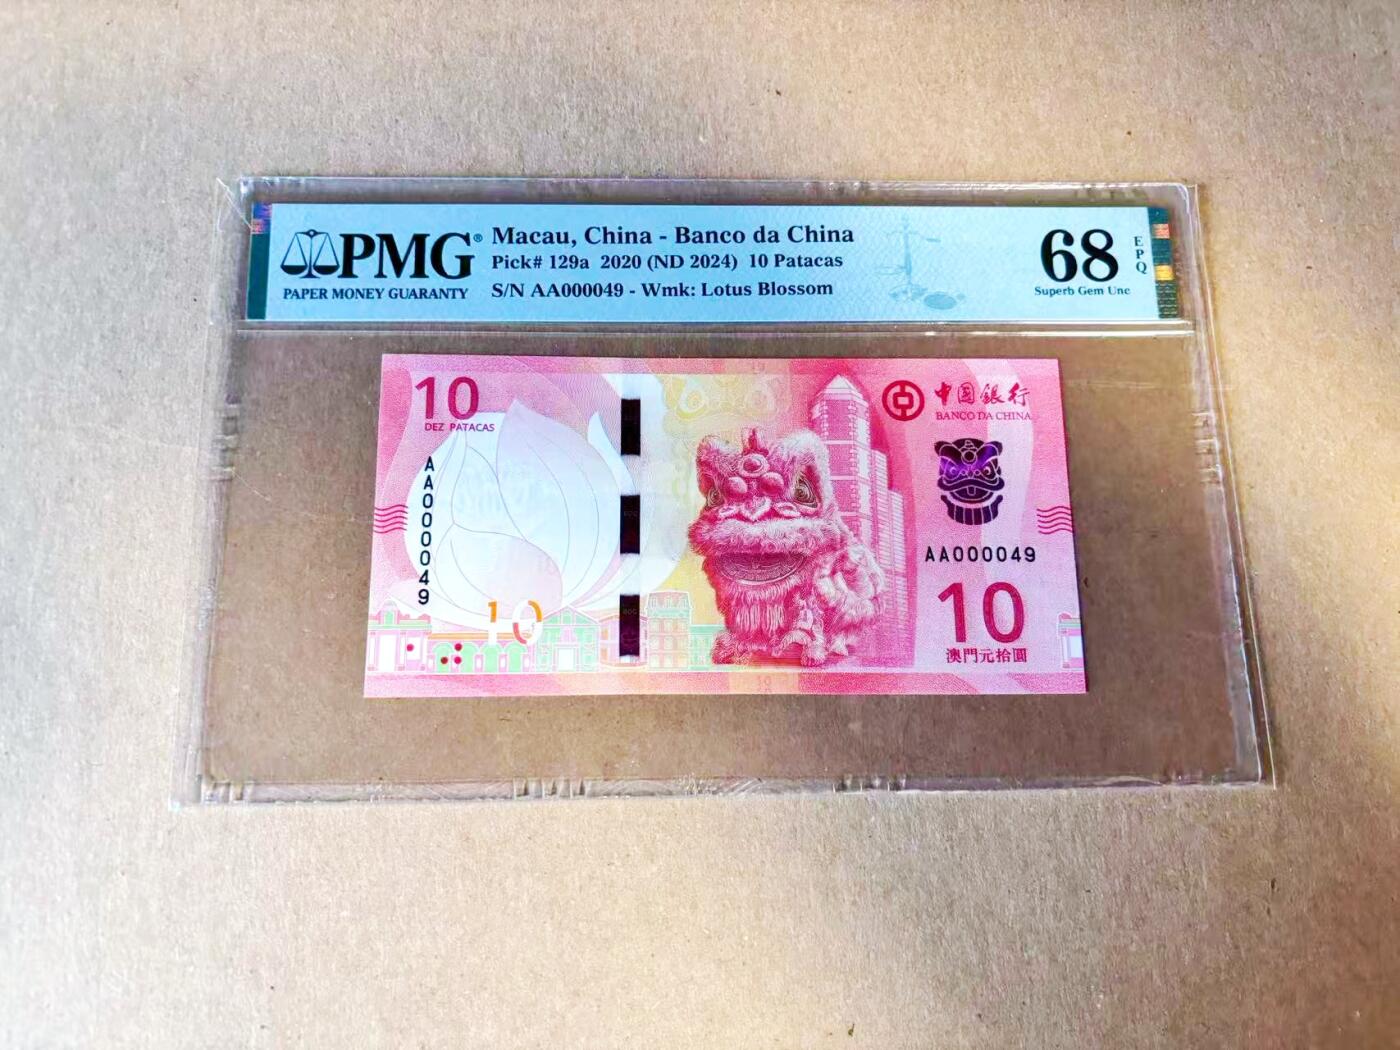 PMG®
PAPER MONEY GUARANTY
Macau, China - Banco da China
Pick# 129a 2020 (ND 2024) 10 Patacas
S/N AA000049 - Wmk: Lotus Blossom
68
EPQ
Superb Gem Unc
10
DEZ PATACAS
AA000049
10
中国銀行
BANCO DA CHINA
AA000049
10
澳門元拾圓